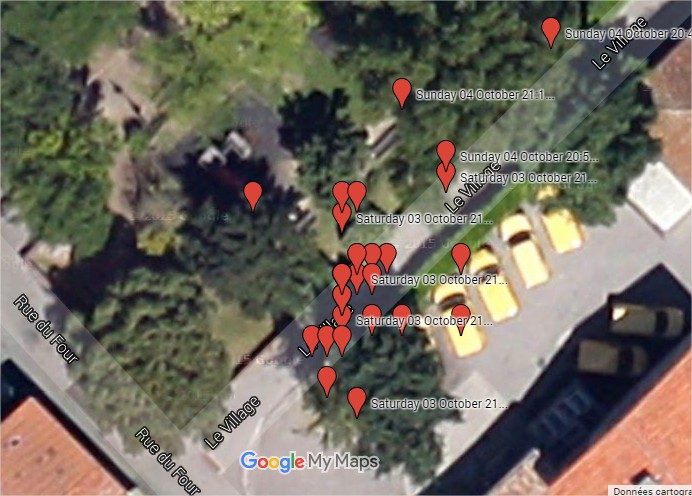 Sunday 04 October 20.4
Le Village
Sunday 04 October 21.1...
Sunday 04 October 20.5...
Saturday 03 October 21...
Le Village
Saturday 03 October 21...
Saturday 03 October 21...
Rue du Four
Saturday 03 October 21...
Saturday 03 October 21...
Le Village
Rue du Four
Google My Maps
Données cartogra